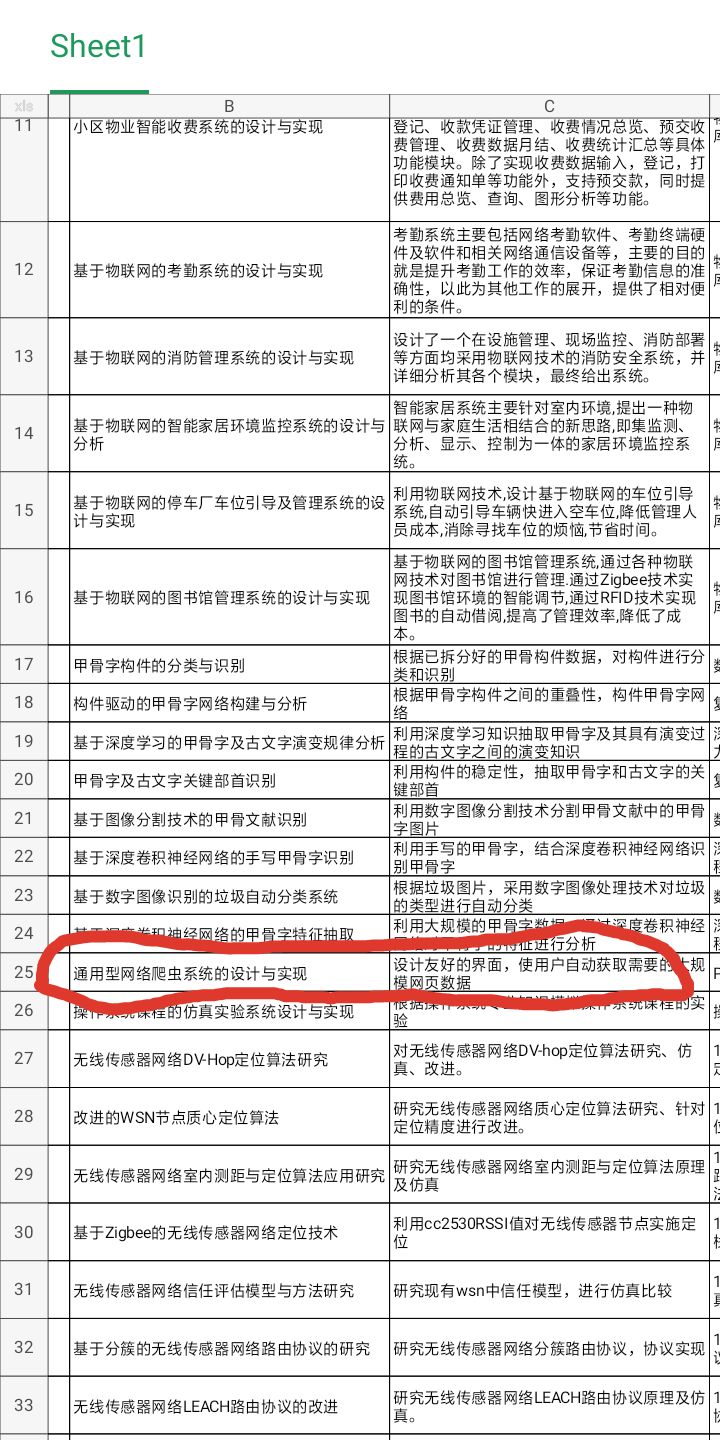 Sheet1
xls
B
C
11
小区物业智能收费系统的设计与实现
登记、收款凭证管理、收费情况总览、预交收
费管理、收费数据月结、收费统计汇总等具体
功能模块。除了实现收费数据输入，登记，打
印收费通知单等功能外，支持预交款，同时提
供费用总览、查询、图形分析等功能。
12
基于物联网的考勤系统的设计与实现
考勤系统主要包括网络考勤软件、考勤终端硬
件及软件和相关网络通信设备等，主要的目的
就是提升考勤工作的效率，保证考勤信息的准
确性，以此为其他工作的展开，提供了相对便
利的条件。
13
基于物联网的消防管理系统的设计与实现
设计了一个在设施管理、现场监控、消防部署
等方面均采用物联网技术的消防安全系统，并
详细分析其各个模块，最终给出系统。
14
基于物联网的智能家居环境监控系统的设计与
分析
智能家居系统主要针对室内环境,提出一种物
联网与家庭生活相结合的新思路,即集监测、
分析、显示、控制为一体的家居环境监控系
统。
15
基于物联网的停车厂车位引导及管理系统的设
计与实现
利用物联网技术,设计基于物联网的车位引导
系统,自动引导车辆快进入空车位,降低管理人
员成本,消除寻找车位的烦恼,节省时间。
16
基于物联网的图书馆管理系统的设计与实现
基于物联网的图书馆管理系统,通过各种物联
网技术对图书馆进行管理.通过Zigbee技术实
现图书馆环境的智能调节,通过RFID技术实现
图书的自动借阅,提高了管理效率,降低了成
本。
17
甲骨字构件的分类与识别
根据已拆分好的甲骨构件数据，对构件进行分
类和识别
18
构件驱动的甲骨字网络构建与分析
根据甲骨字构件之间的重叠性，构件甲骨字网
络
19
基于深度学习的甲骨字及古文字演变规律分析
利用深度学习知识抽取甲骨字及其具有演变过
程的古文字之间的演变知识
20
甲骨字及古文字关键部首识别
利用构件的稳定性，抽取甲骨字和古文字的关
键部首
21
基于图像分割技术的甲骨文献识别
利用数字图像分割技术分割甲骨文献中的甲骨
字图片
22
基于深度卷积神经网络的手写甲骨字识别
利用手写的甲骨字，结合深度卷积神经网络识
别甲骨字
23
基于数字图像识别的垃圾自动分类系统
根据垃圾图片，采用数字图像处理技术对垃圾
的类型进行自动分类
24
基于深度卷积神经网络的甲骨字特征抽取
利用大规模的甲骨字数据，通过深度卷积神经
的特征进行分析
25
通用型网络爬虫系统的设计与实现
设计友好的界面，使用户自动获取需要的大规
模网页数据
26
操作系统课程的仿真实验系统设计与实现
操作系统课程的实
验
27
无线传感器网络DV-Hop定位算法研究
对无线传感器网络DV-hop定位算法研究、仿
真、改进。
28
改进的WSN节点质心定位算法
研究无线传感器网络质心定位算法研究、针对
定位精度进行改进。
29
无线传感器网络室内测距与定位算法应用研究
研究无线传感器网络室内测距与定位算法原理
及仿真
30
基于Zigbee的无线传感器网络定位技术
利用cc2530RSSI值对无线传感器节点实施定
位
31
无线传感器网络信任评估模型与方法研究
研究现有wsn中信任模型，进行仿真比较
32
基于分簇的无线传感器网络路由协议的研究
研究无线传感器网络分簇路由协议，协议实现
33
无线传感器网络LEACH路由协议的改进
研究无线传感器网络LEACH路由协议原理及仿
真。